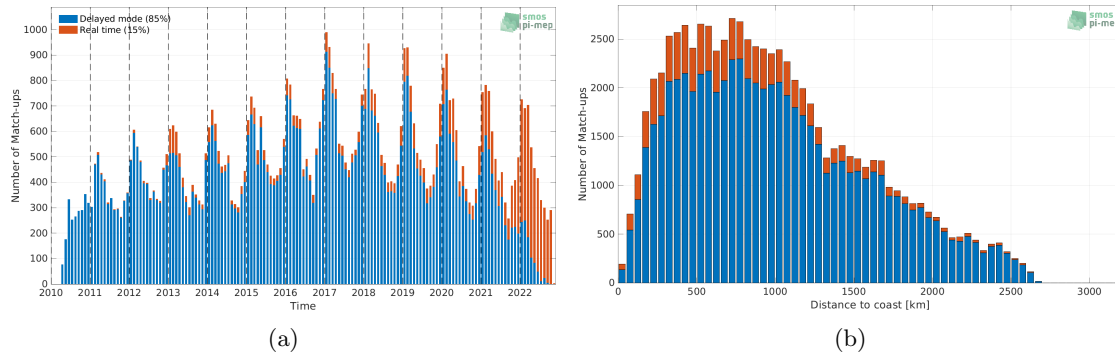 Delayed mode (85%)
Real time (15%)
smos
pi-mep
Number of Match-ups
1000
900
800
700
600
500
400
300
200
100
0
2010 2011 2012 2013 2014 2015 2016 2017 2018 2019 2020 2021 2022
Time
(a)
smos
pi-mep
Number of Match-ups
2500
2000
1500
1000
500
0
0 500 1000 1500 2000 2500 3000
Distance to coast [km]
(b)